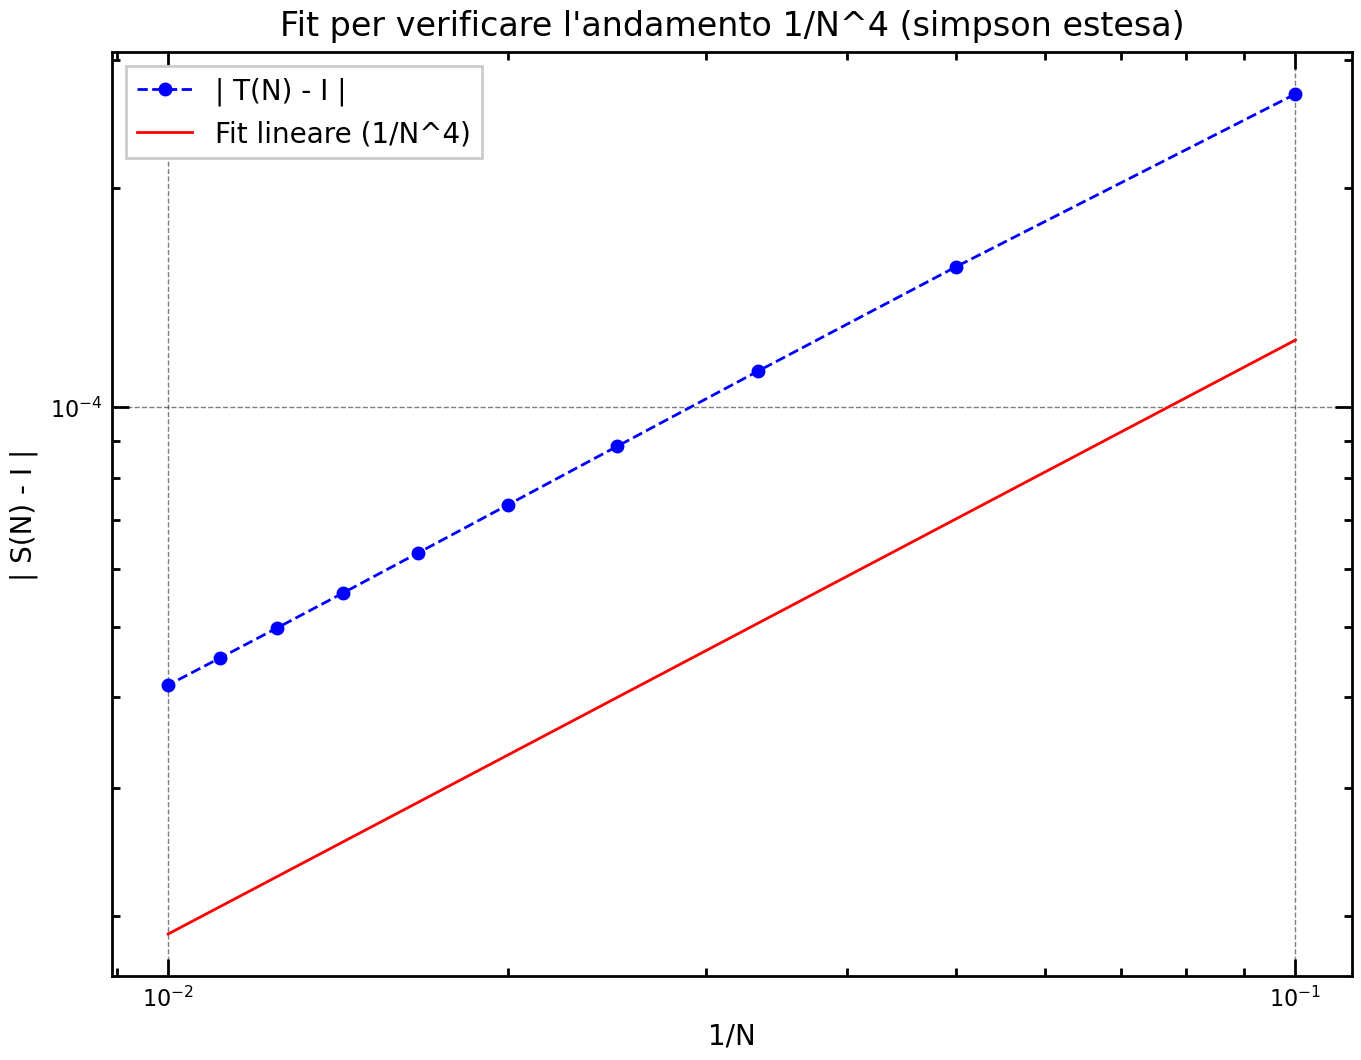 Fit per verificare l'andamento 1/N^4 (simpson estesa)
| T(N) - I |
Fit lineare (1/N^4)
10⁻⁴
| S(N) - I |
10⁻² 10⁻¹
1/N